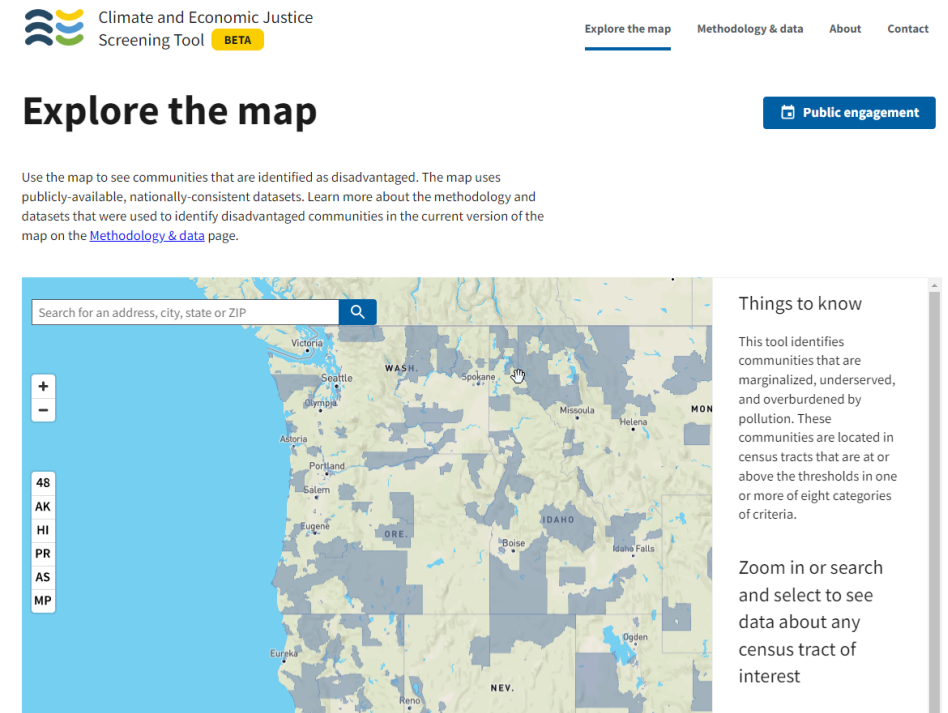 Climate and Economic Justice
Screening Tool BETA
Explore the map
Methodology & data
About
Contact
Explore the map
Public engagement
Use the map to see communities that are identified as disadvantaged. The map uses
publicly-available, nationally-consistent datasets. Learn more about the methodology and
datasets that were used to identify disadvantaged communities in the current version of the
map on the Methodology & data page.
Search for an address, city, state or ZIP
Victoria
WASH.
Seattle
Spokane
Olympia
Missoula
MON
Helena
Astoria
Portland
Salem
Eugene
ORE.
IDAHO
Boise
Idaho Falls
Ogden
Eureka
NEV.
Reno
+
−
48
AK
HI
PR
AS
MP
Things to know
This tool identifies
communities that are
marginalized, underserved,
and overburdened by
pollution. These
communities are located in
census tracts that are at or
above the thresholds in one
or more of eight categories
of criteria.
Zoom in or search
and select to see
data about any
census tract of
interest